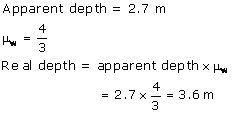 Apparent depth = 2.7 m
μw = 4/3
Real depth = apparent depth × μw
= 2.7 × 4/3 = 3.6 m